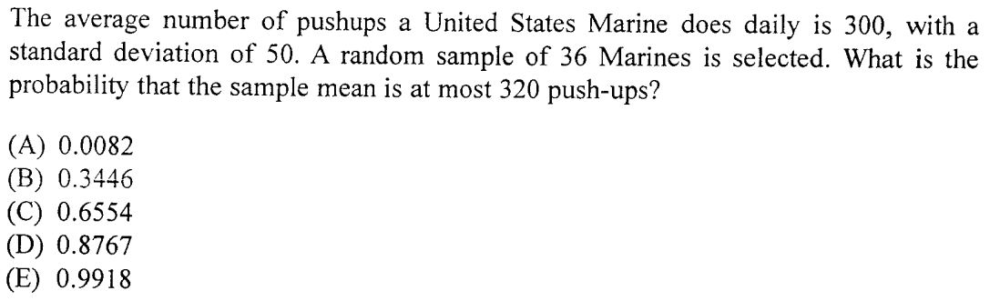 The average number of pushups a United States Marine does daily is 300, with a
standard deviation of 50. A random sample of 36 Marines is selected. What is the
probability that the sample mean is at most 320 push-ups?
(A) 0.0082
(B) 0.3446
(C) 0.6554
(D) 0.8767
(E) 0.9918